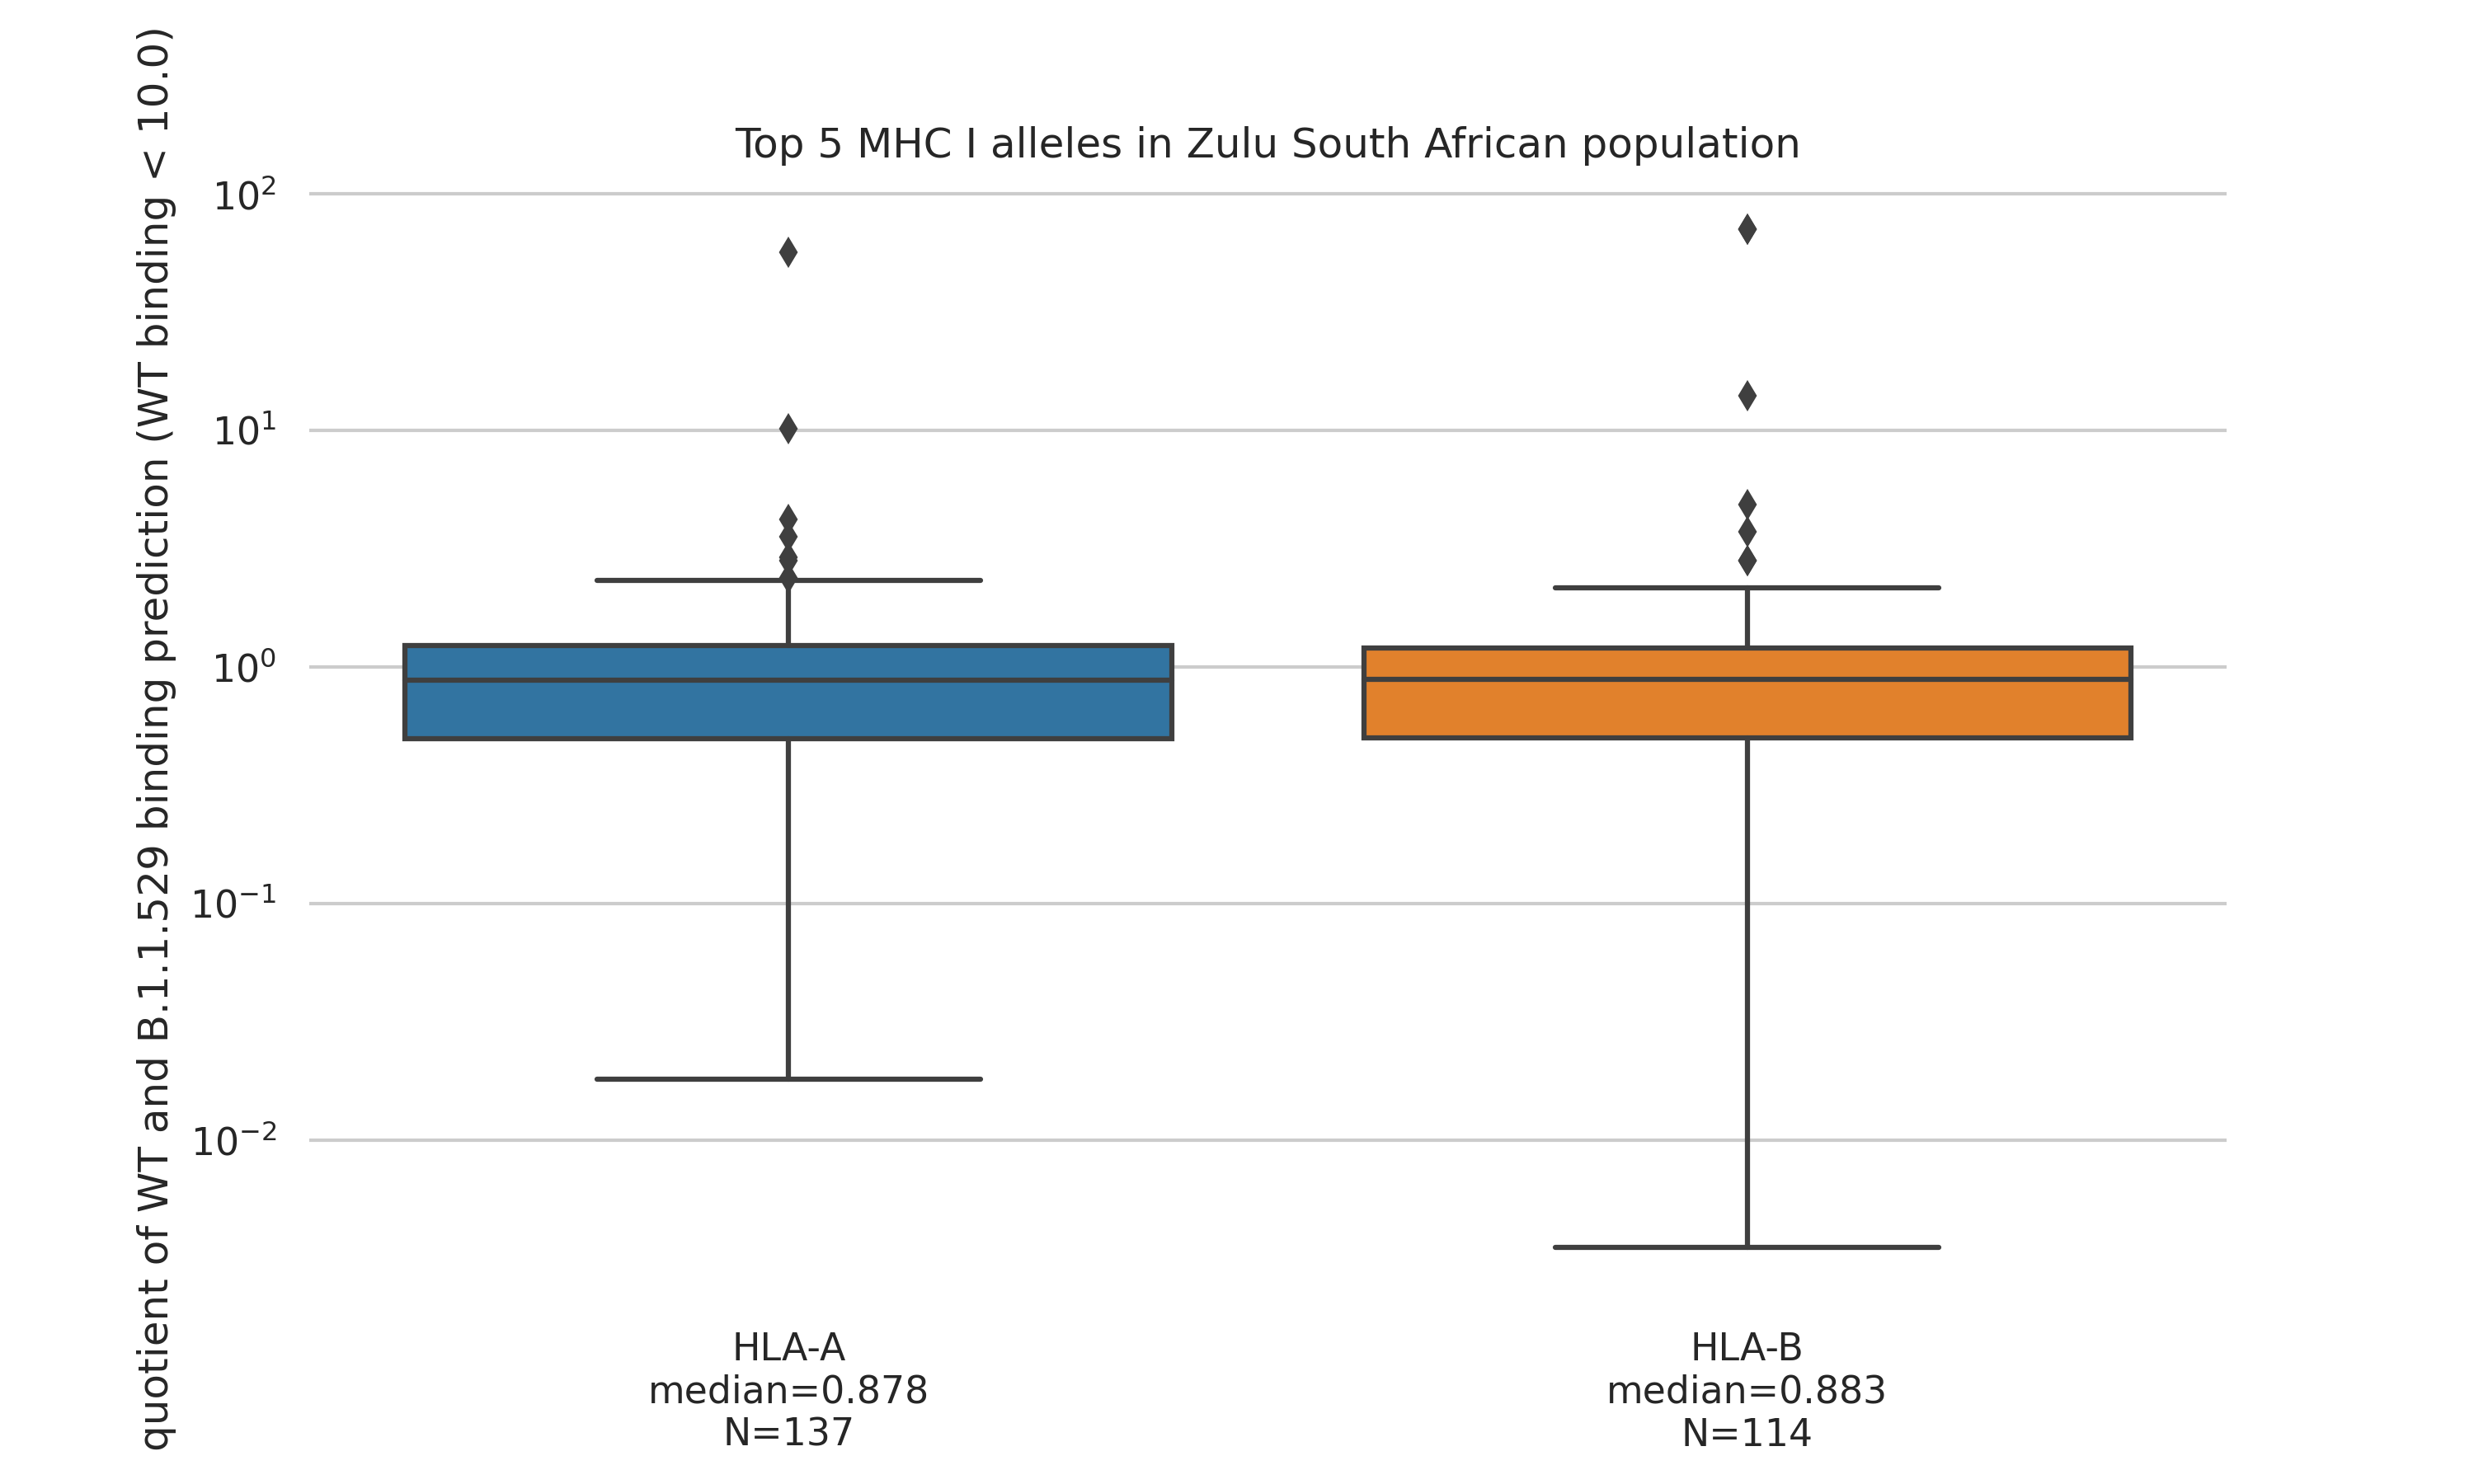 Top 5 MHC I alleles in Zulu South African population
quotient of WT and B.1.1.529 binding prediction (WT binding < 10.0)
10²
10¹
10⁰
10⁻¹
10⁻²
HLA-A
median=0.878
N=137
HLA-B
median=0.883
N=114